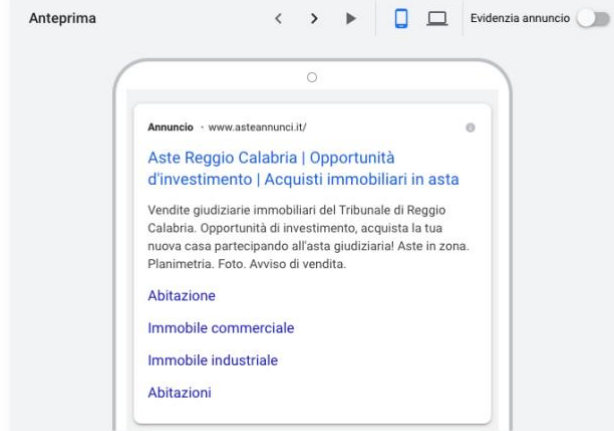 Anteprima
Evidenzia annuncio
Annuncio · www.asteannunci.it/
Aste Reggio Calabria | Opportunità
d'investimento | Acquisti immobiliari in asta
Vendite giudiziarie immobiliari del Tribunale di Reggio
Calabria. Opportunità di investimento, acquista la tua
nuova casa partecipando all'asta giudiziaria! Aste in zona.
Planimetria. Foto. Avviso di vendita.
Abitazione
Immobile commerciale
Immobile industriale
Abitazioni